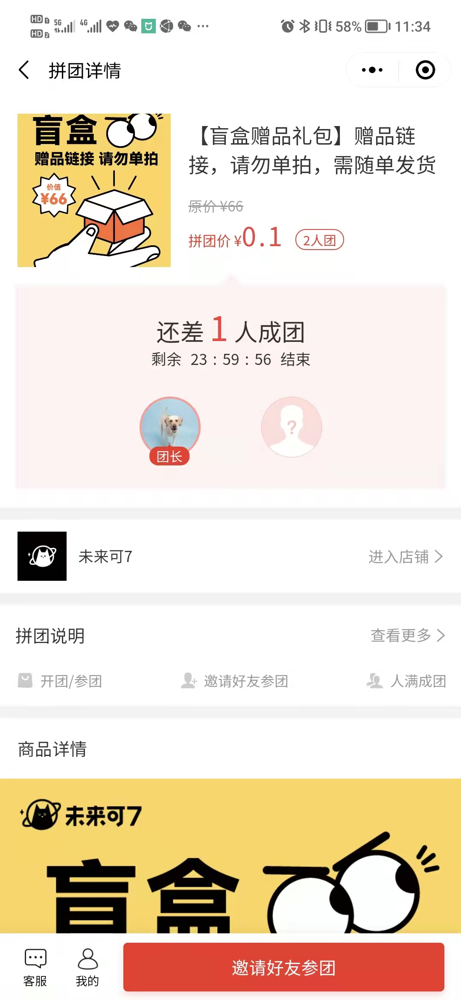 HD 1 5G 4G 58% 11:34
HD 2
拼团详情
盲盒
赠品链接 请勿单拍
价值
¥66
【盲盒赠品礼包】赠品链
接，请勿单拍，需随单发货
原价 ¥66
拼团价 ¥0.1 2人团
还差 1 人成团
剩余 23 : 59 : 56 结束
团长
?
未来可7 进入店铺
拼团说明 查看更多
开团/参团 邀请好友参团 人满成团
商品详情
未来可7
盲盒
客服 我的 邀请好友参团